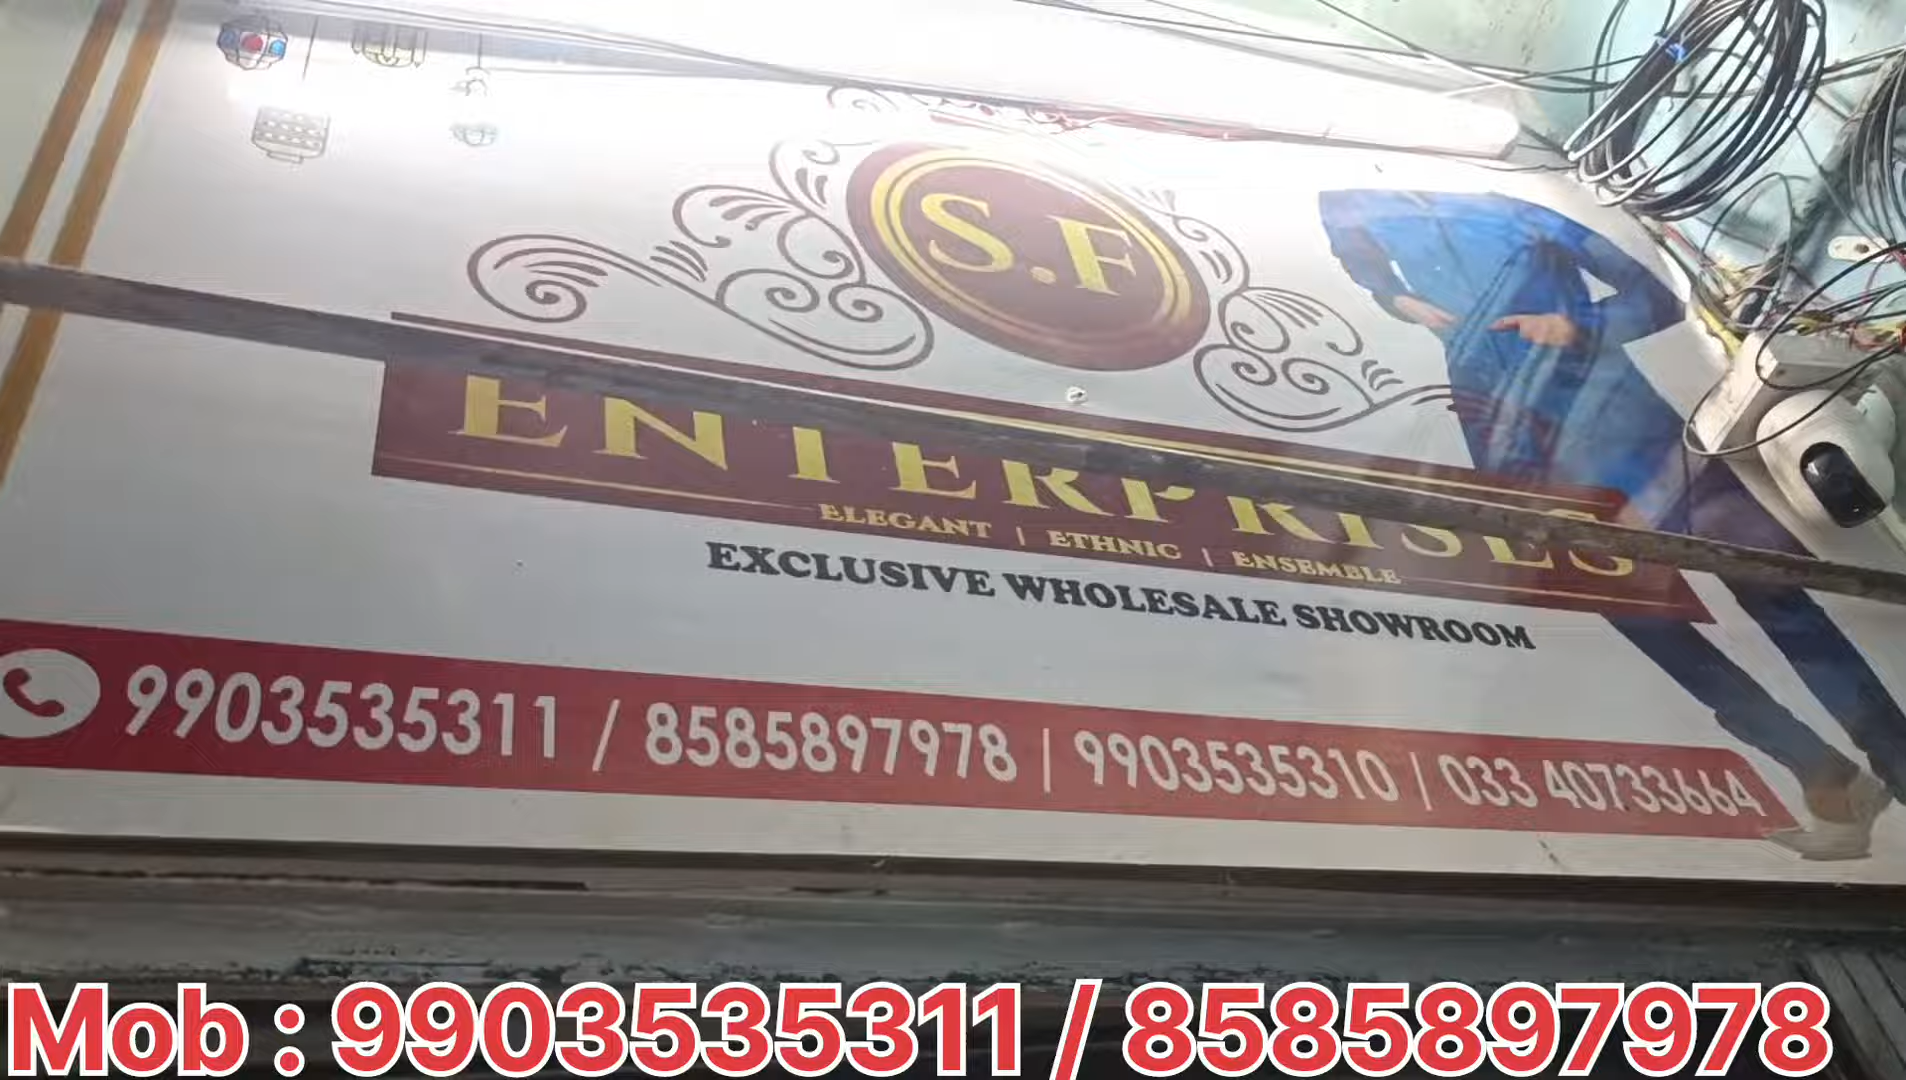 S.F
ENTERPRISES
ELEGANT | ETHNIC | ENSEMBLE
EXCLUSIVE WHOLESALE SHOWROOM
9903535311 / 8585897978 | 9903535310 | 033 40733664
Mob : 9903535311 / 8585897978